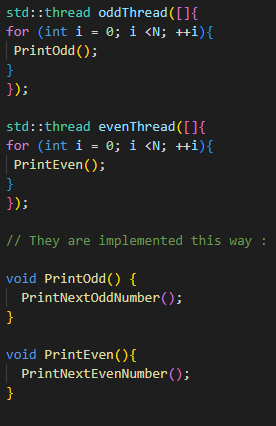 std::thread oddThread([]{
for (int i = 0; i <N; ++i){
PrintOdd();
}
});

std::thread evenThread([]{
for (int i = 0; i <N; ++i){
PrintEven();
}
});

// They are implemented this way :

void PrintOdd() {
PrintNextOddNumber();
}

void PrintEven(){
PrintNextEvenNumber();
}